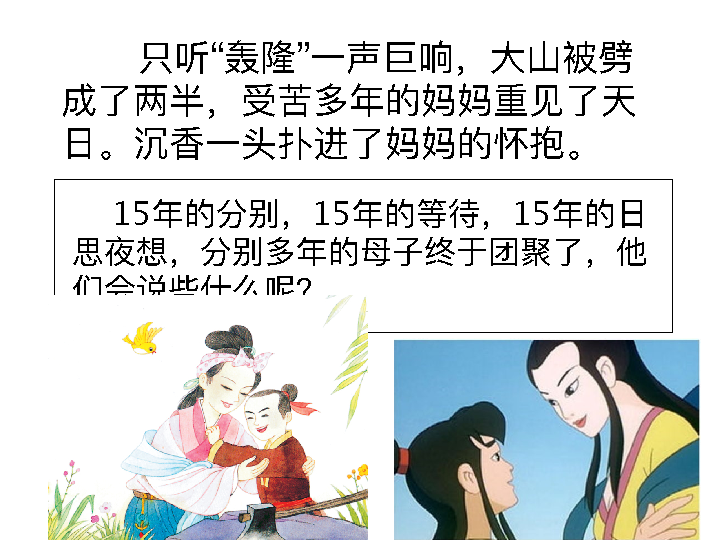 只听“轰隆”一声巨响，大山被劈
成了两半，受苦多年的妈妈重见了天
日。沉香一头扑进了妈妈的怀抱。
15年的分别，15年的等待，15年的日
思夜想，分别多年的母子终于团聚了，他
们会说些什么呢?